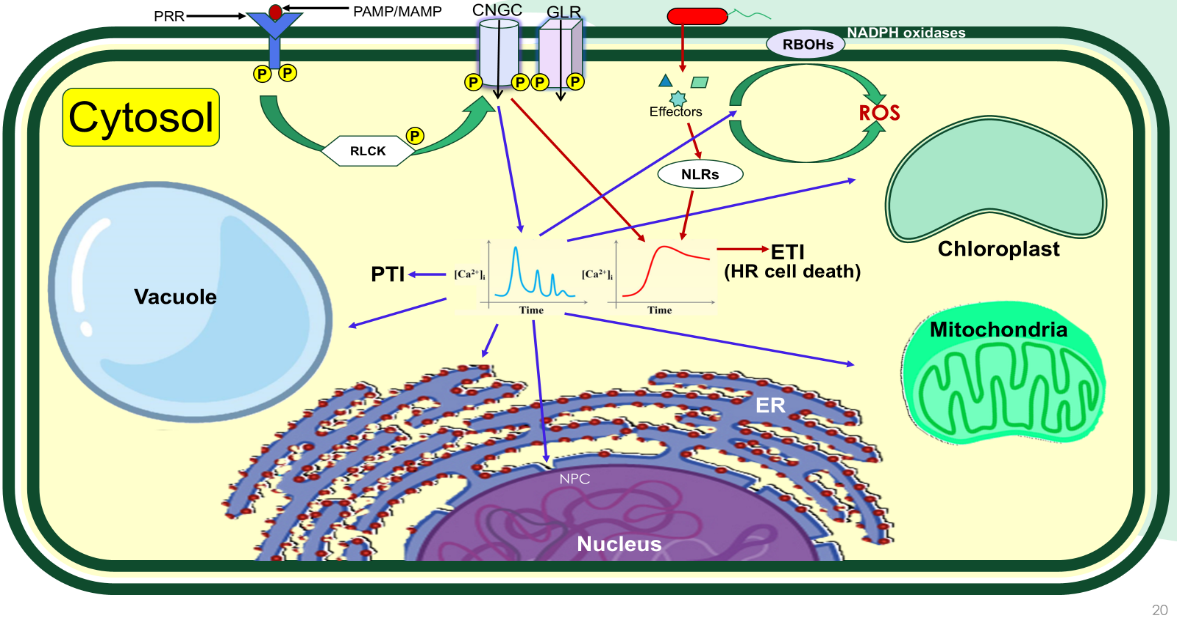 PRR
PAMP/MAMP
CNGC
GLR
NADPH oxidases
RBOHs
P
P
P
P
P
P
P
Cytosol
RLCK
Effectors
ROS
NLRs
Chloroplast
PTI
[Ca²⁺]ᵢ
Time
[Ca²⁺]ᵢ
Time
ETI
(HR cell death)
Vacuole
Mitochondria
ER
NPC
Nucleus
20